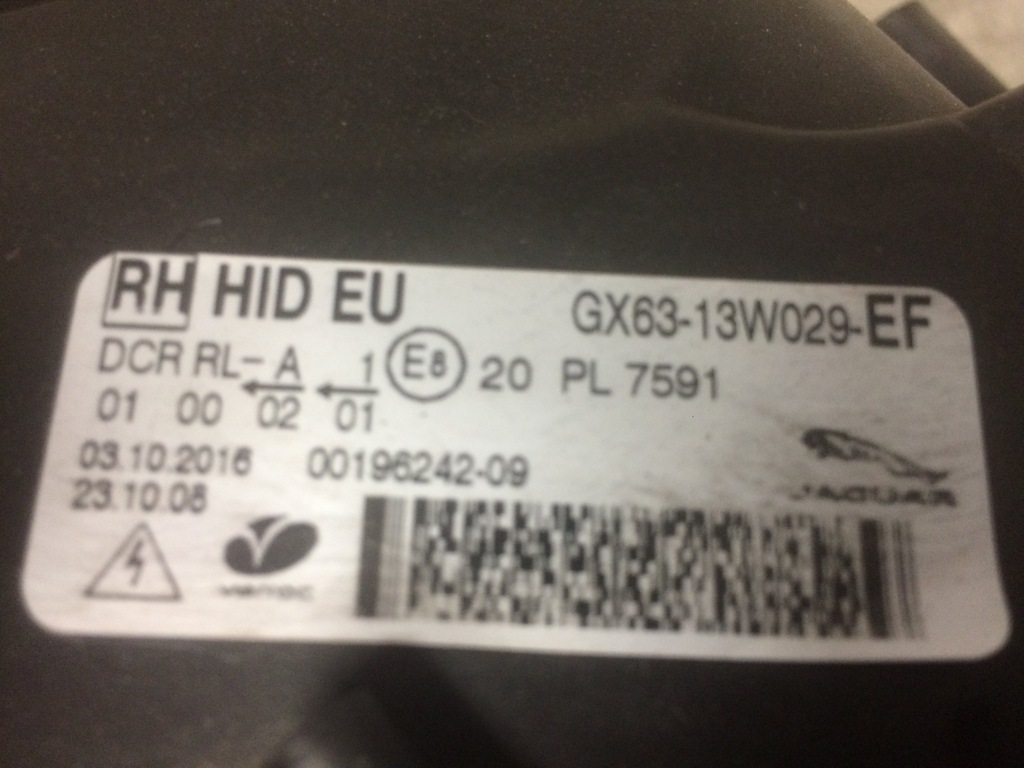 RH HID EU GX63-13W029-EF
DCR RL- A 1 E8 20 PL 7591
01 00 02 01
03.10.2016 00196242-09
23.10.08
JAGUAR
varroc